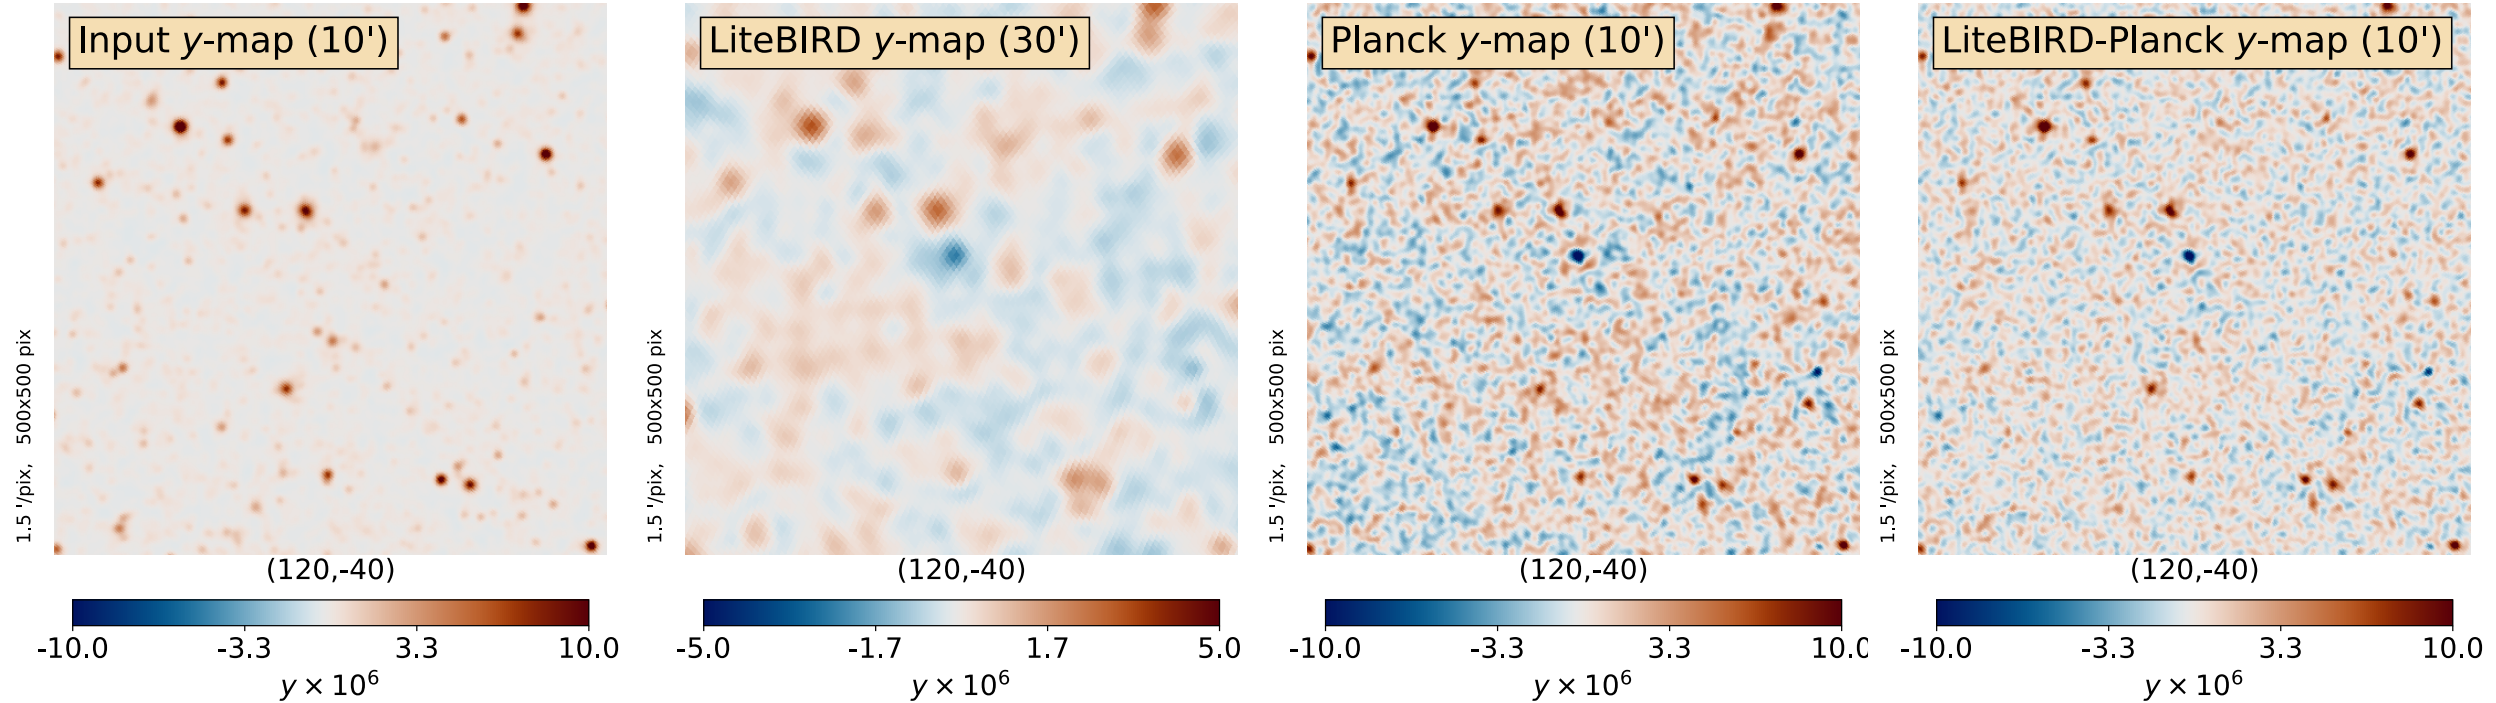 Input y-map (10')
1.5 '/pix, 500x500 pix
(120,-40)
-10.0 -3.3 3.3 10.0
y × 10⁶
LiteBIRD y-map (30')
1.5 '/pix, 500x500 pix
(120,-40)
-5.0 -1.7 1.7 5.0
y × 10⁶
Planck y-map (10')
1.5 '/pix, 500x500 pix
(120,-40)
-10.0 -3.3 3.3 10.0
y × 10⁶
LiteBIRD-Planck y-map (10')
1.5 '/pix, 500x500 pix
(120,-40)
-10.0 -3.3 3.3 10.0
y × 10⁶